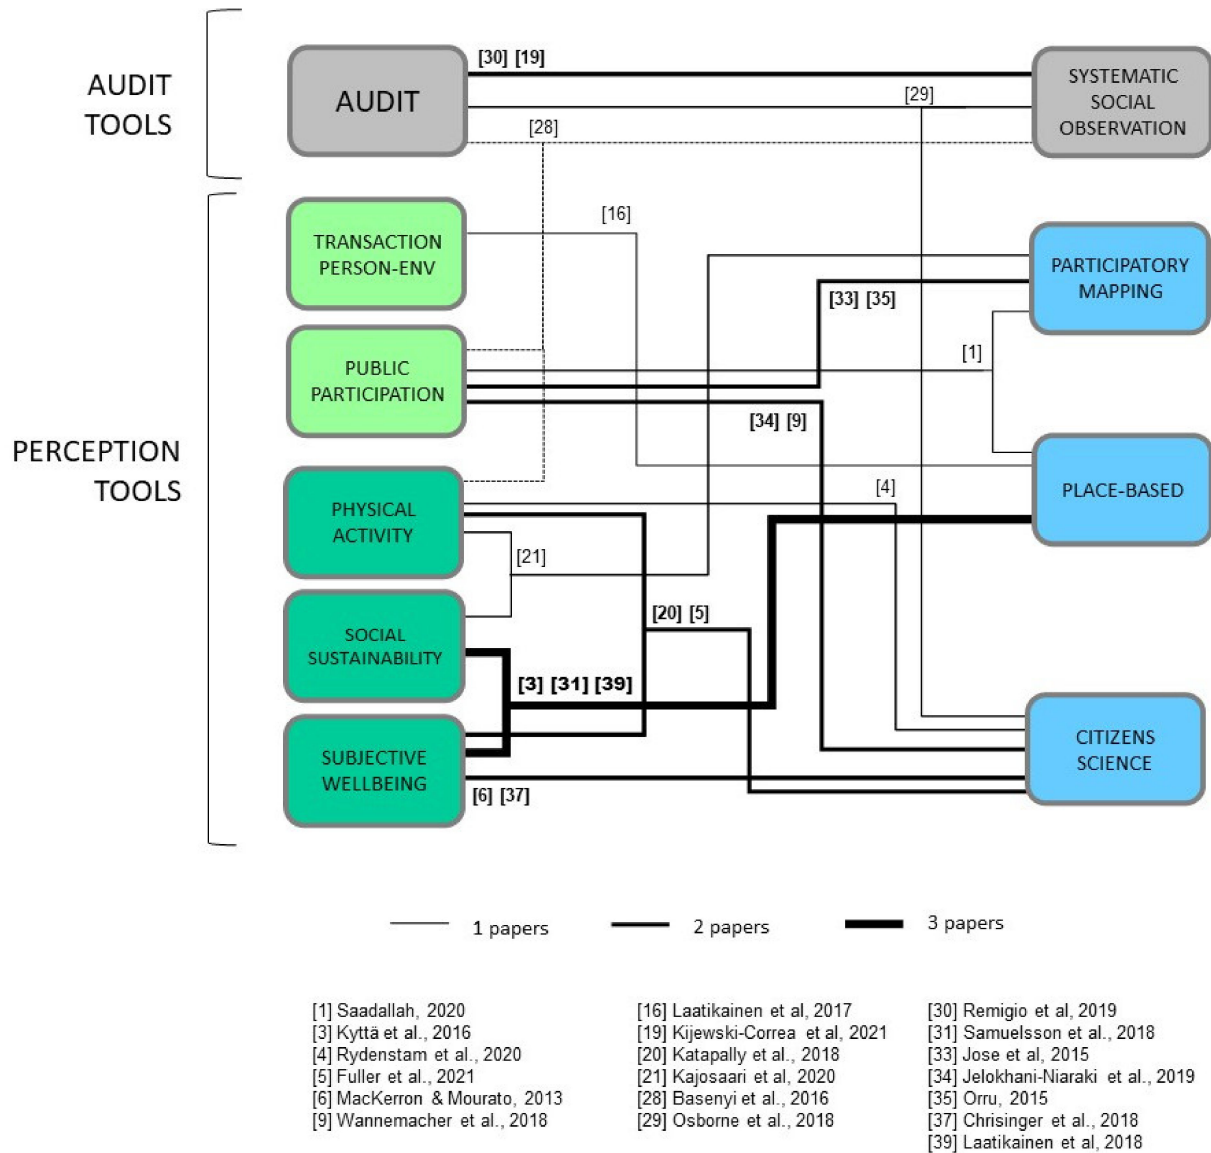 AUDIT
TOOLS
AUDIT
[30] [19]
[29]
SYSTEMATIC
SOCIAL
OBSERVATION
[28]
PERCEPTION
TOOLS
TRANSACTION
PERSON-ENV
[16]
PARTICIPATORY
MAPPING
[33] [35]
PUBLIC
PARTICIPATION
[1]
[34] [9]
PLACE-BASED
[4]
PHYSICAL
ACTIVITY
[21]
[20] [5]
SOCIAL
SUSTAINABILITY
[3] [31] [39]
SUBJECTIVE
WELLBEING
[6] [37]
CITIZENS
SCIENCE
1 papers
2 papers
3 papers
[1] Saadallah, 2020
[3] Kyttä et al., 2016
[4] Rydenstam et al., 2020
[5] Fuller et al., 2021
[6] MacKerron & Mourato, 2013
[9] Wannemacher et al., 2018
[16] Laatikainen et al, 2017
[19] Kijewski-Correa et al, 2021
[20] Katapally et al. 2018
[21] Kajosaari et al, 2020
[28] Basenyi et al., 2016
[29] Osborne et al., 2018
[30] Remigio et al., 2019
[31] Samuelsson et al., 2018
[33] Jose et al, 2015
[34] Jelokhani-Niaraki et al., 2019
[35] Orru, 2015
[37] Chrisinger et al., 2018
[39] Laatikainen et al, 2018